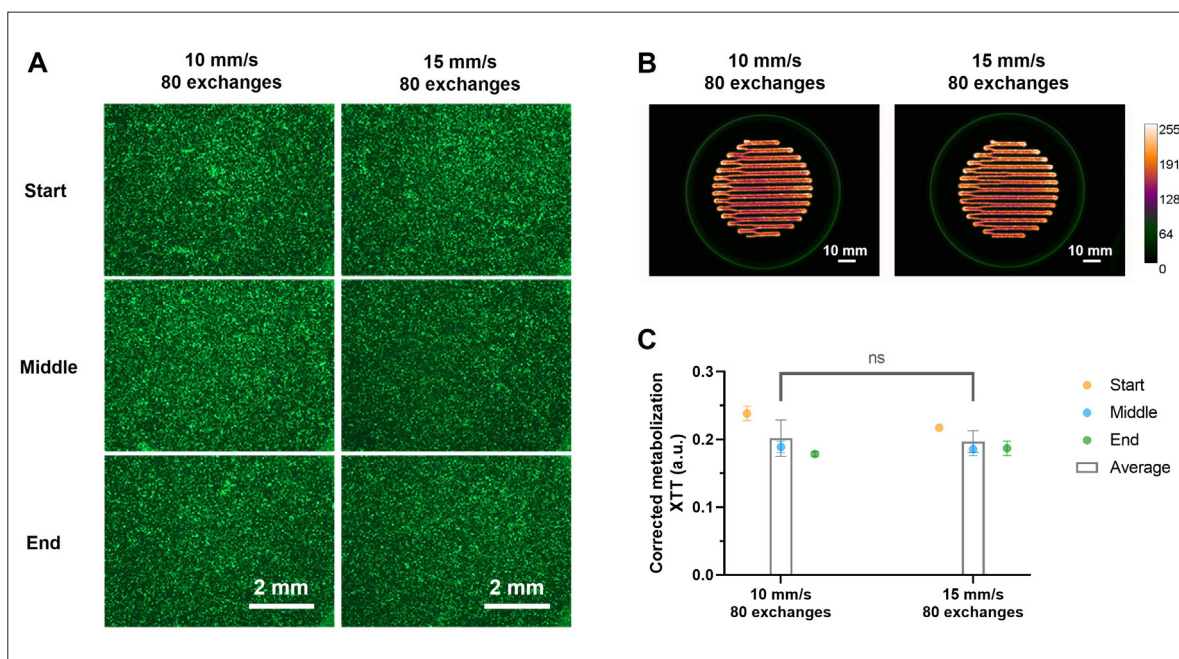 A
10 mm/s
80 exchanges
15 mm/s
80 exchanges
Start
Middle
End
2 mm
2 mm
B
10 mm/s
80 exchanges
15 mm/s
80 exchanges
10 mm
10 mm
255
191
128
64
0
C
ns
Corrected metabolization
XTT (a.u.)
0.3
0.2
0.1
0.0
10 mm/s
80 exchanges
15 mm/s
80 exchanges
Start
Middle
End
Average